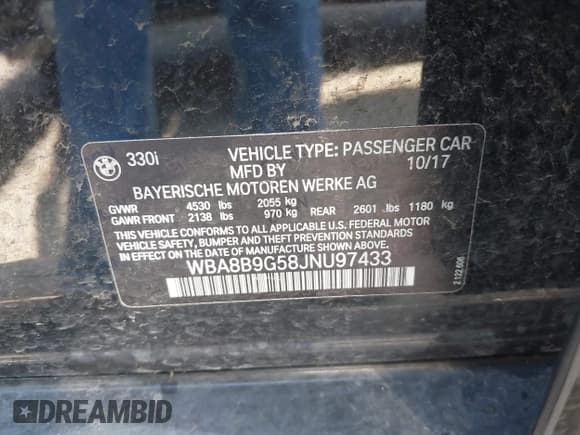 330i VEHICLE TYPE: PASSENGER CAR
MFD BY 10/17
BAYERISCHE MOTOREN WERKE AG
GVWR 4530 lbs 2055 kg
GAWR FRONT 2138 lbs 970 kg REAR 2601 .lbs 1180 kg
THIS VEHICLE CONFORMS TO ALL APPLICABLE U.S. FEDERAL MOTOR
VEHICLE SAFETY, BUMPER AND THEFT PREVENTION STANDARDS
IN EFFECT ON THE DATE OF MANUFACTURE SHOWN ABOVE.
WBA8B9G58JNU97433
2122606
DREAMBID